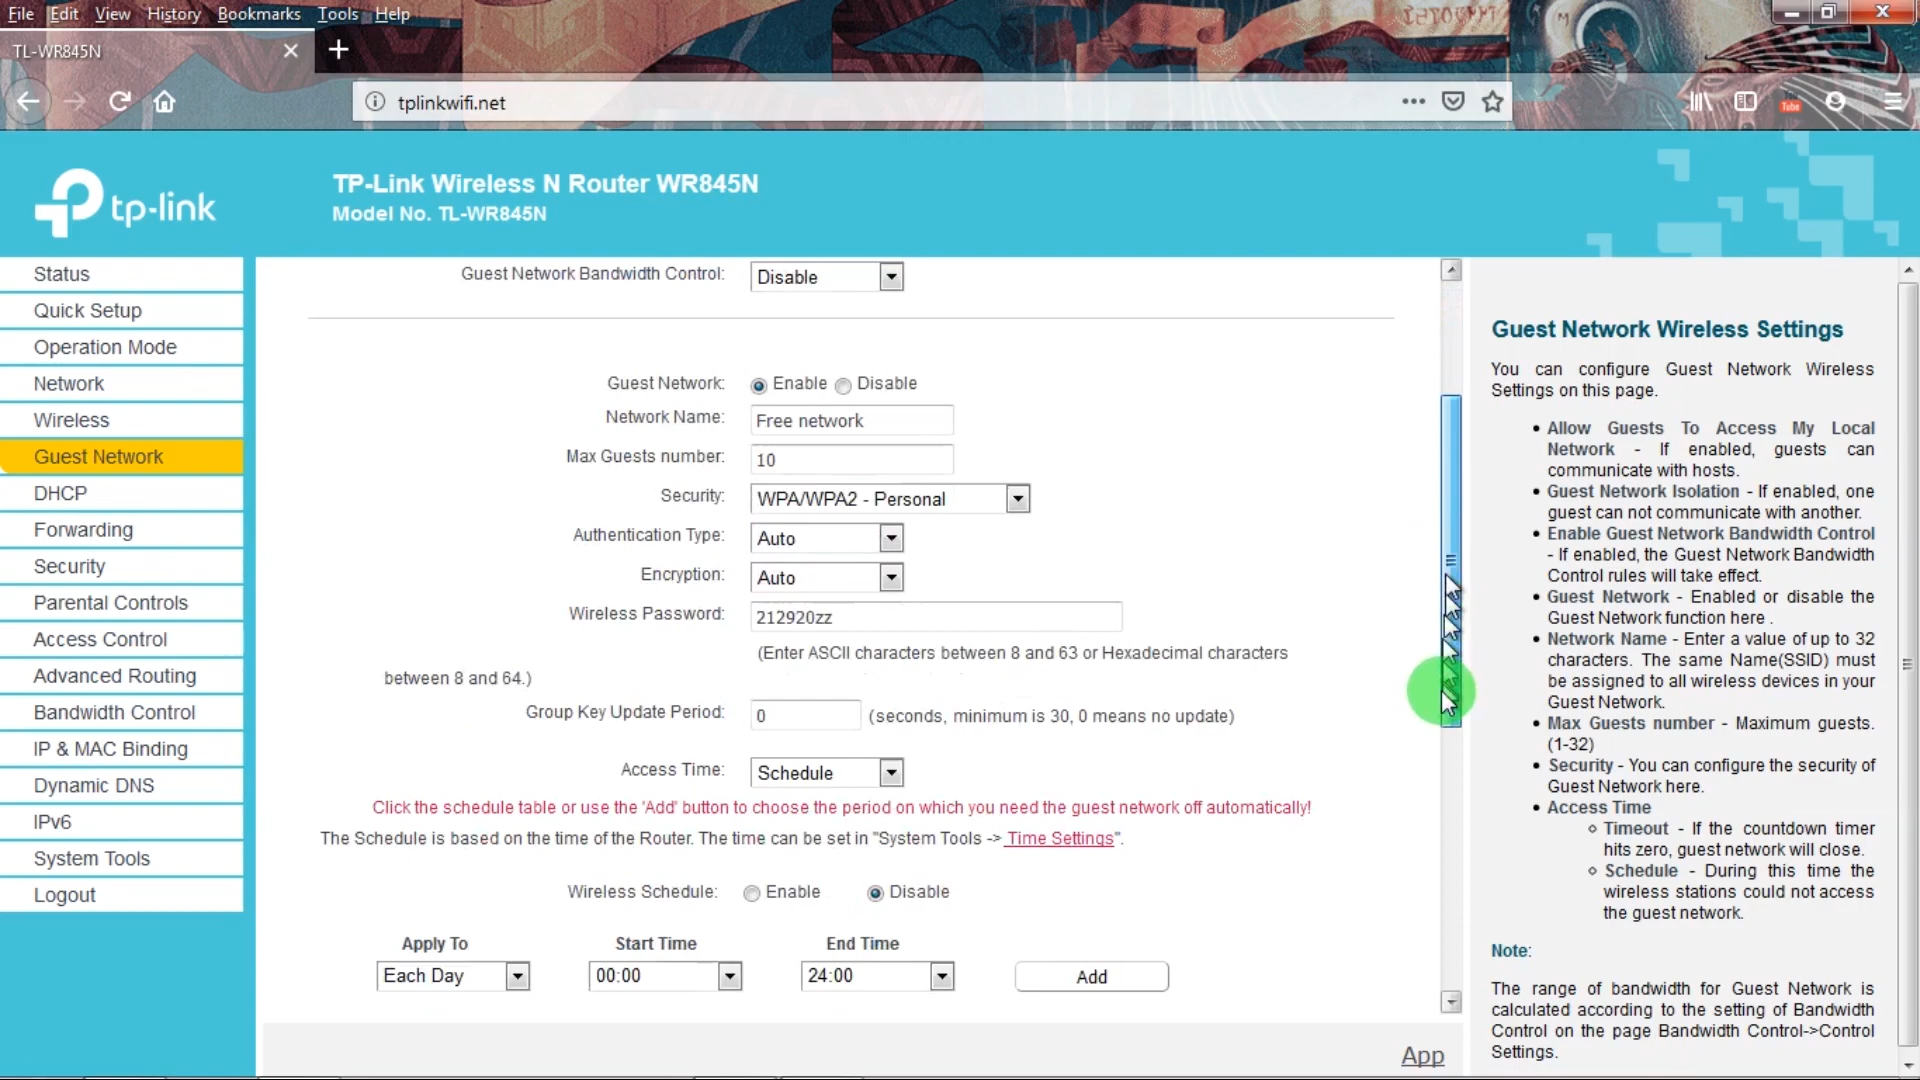 File Edit View History Bookmarks Tools Help
TL-WR845N
tplinkwifi.net
Tube
tp-link
TP-Link Wireless N Router WR845N
Model No. TL-WR845N
Status
Quick Setup
Operation Mode
Network
Wireless
Guest Network
DHCP
Forwarding
Security
Parental Controls
Access Control
Advanced Routing
Bandwidth Control
IP & MAC Binding
Dynamic DNS
IPv6
System Tools
Logout
Guest Network Bandwidth Control: Disable
Guest Network: Enable Disable
Network Name: Free network
Max Guests number: 10
Security: WPA/WPA2 - Personal
Authentication Type: Auto
Encryption: Auto
Wireless Password: 212920zz
(Enter ASCII characters between 8 and 63 or Hexadecimal characters
between 8 and 64.)
Group Key Update Period: 0 (seconds, minimum is 30, 0 means no update)
Access Time: Schedule
Click the schedule table or use the 'Add' button to choose the period on which you need the guest network off automatically!
The Schedule is based on the time of the Router. The time can be set in "System Tools -> Time Settings".
Wireless Schedule: Enable Disable
Apply To Start Time End Time
Each Day 00:00 24:00 Add
App
Guest Network Wireless Settings
You can configure Guest Network Wireless
Settings on this page.
• Allow Guests To Access My Local
Network - If enabled, guests can
communicate with hosts.
• Guest Network Isolation - If enabled, one
guest can not communicate with another.
• Enable Guest Network Bandwidth Control
- If enabled, the Guest Network Bandwidth
Control rules will take effect.
• Guest Network - Enabled or disable the
Guest Network function here .
• Network Name - Enter a value of up to 32
characters. The same Name(SSID) must
be assigned to all wireless devices in your
Guest Network.
• Max Guests number - Maximum guests.
(1-32)
• Security - You can configure the security of
Guest Network here.
• Access Time
Timeout - If the countdown timer
hits zero, guest network will close.
Schedule - During this time the
wireless stations could not access
the guest network.
Note:
The range of bandwidth for Guest Network is
calculated according to the setting of Bandwidth
Control on the page Bandwidth Control->Control
Settings.